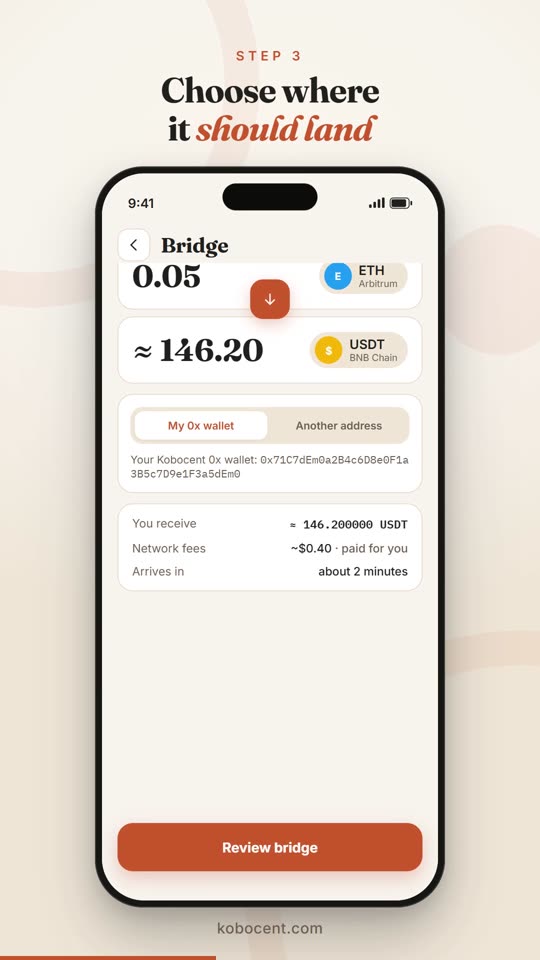 STEP 3
Choose where
it should land
9:41
Bridge
0.05
E
ETH
Arbitrum
≈ 146.20
$
USDT
BNB Chain
My 0x wallet
Another address
Your Kobocent 0x wallet: 0x71C7dEm0a2B4c6D8e0F1a
3B5c7D9e1F3a5dEm0
You receive
≈ 146.200000 USDT
Network fees
~$0.40 · paid for you
Arrives in
about 2 minutes
Review bridge
kobocent.com